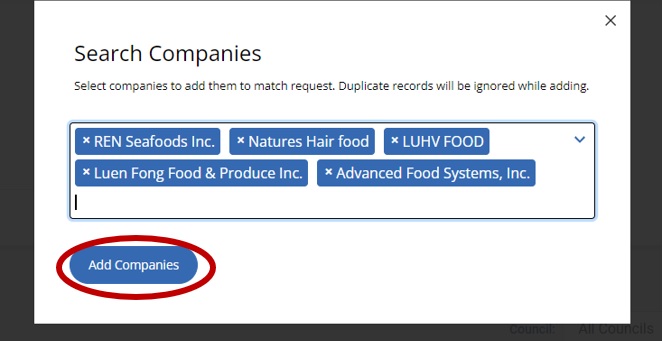 Search Companies
Select companies to add them to match request. Duplicate records will be ignored while adding.
× REN Seafoods Inc. × Natures Hair food × LUHV FOOD
× Luen Fong Food & Produce Inc. × Advanced Food Systems, Inc.
Add Companies
Council: All Councils